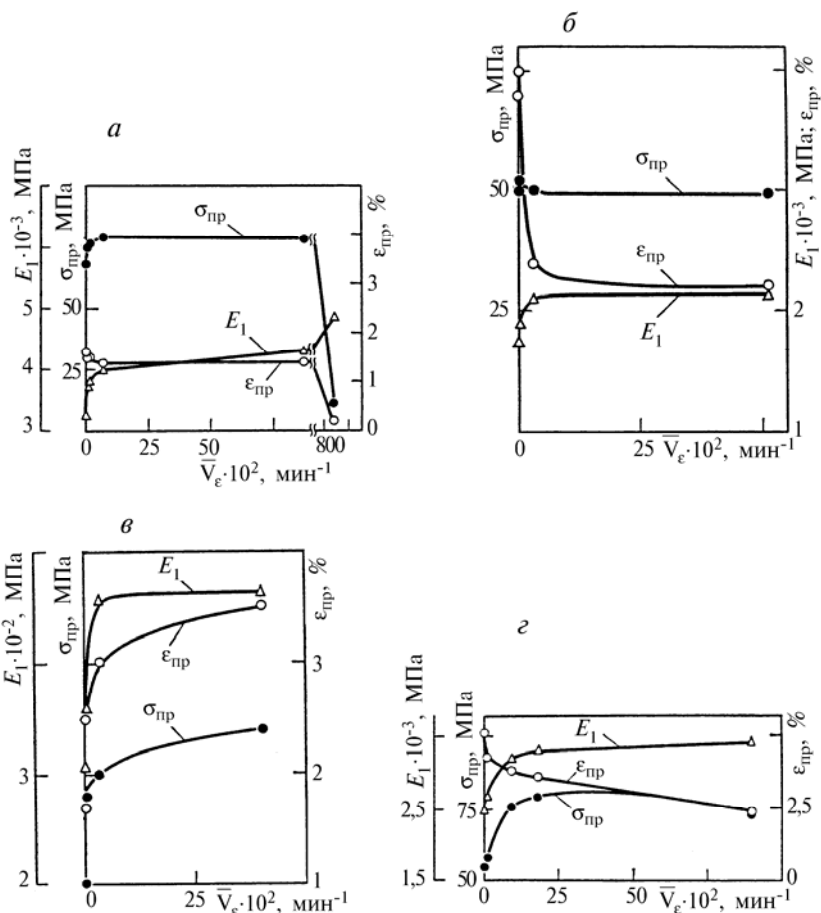 а
E₁·10⁻³, МПа
σпр, МПа
εпр, %
σпр
E₁
εпр
5
4
3
50
25
3
2
1
0
0
25
50
800
V̅ε·10², мин⁻¹
б
σпр, МПа
E₁·10⁻³, МПа; εпр, %
σпр
εпр
E₁
50
25
2
1
0
25
V̅ε·10², мин⁻¹
в
E₁·10⁻², МПа
σпр, МПа
εпр, %
E₁
εпр
σпр
3
2
3
2
1
0
25
V̅ε·10², мин⁻¹
г
E₁·10⁻³, МПа
σпр, МПа
εпр, %
E₁
εпр
σпр
2,5
1,5
75
50
2,5
0
0
50
V̅ε·10², мин⁻¹